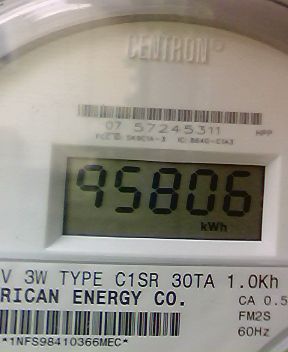 CENTRON®
07 57245311
HPP
95806
kWh
V 3W TYPE C1SR 30TA 1.0Kh
RICAN ENERGY CO.
CA 0.5
FM2S
60Hz
*1NFS98410366MEC*